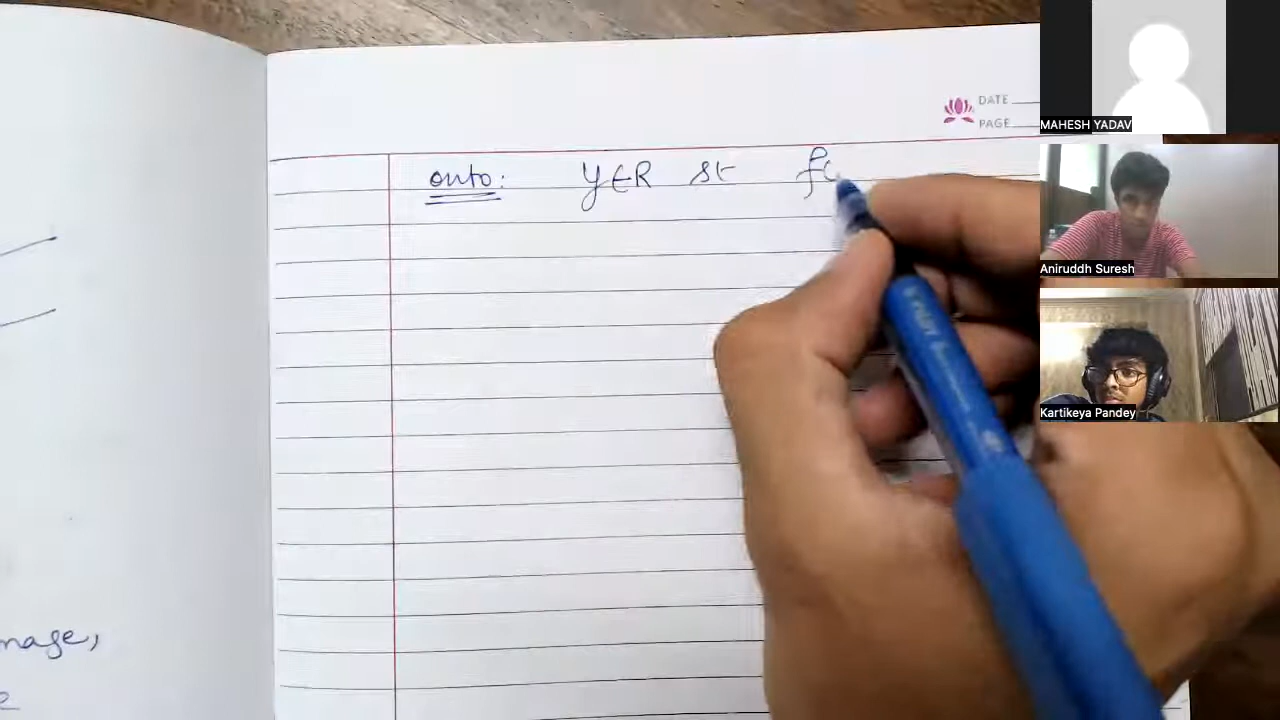 DATE
PAGE
onto: y∈R st f(
nage,
MAHESH YADAV
Aniruddh Suresh
Kartikeya Pandey